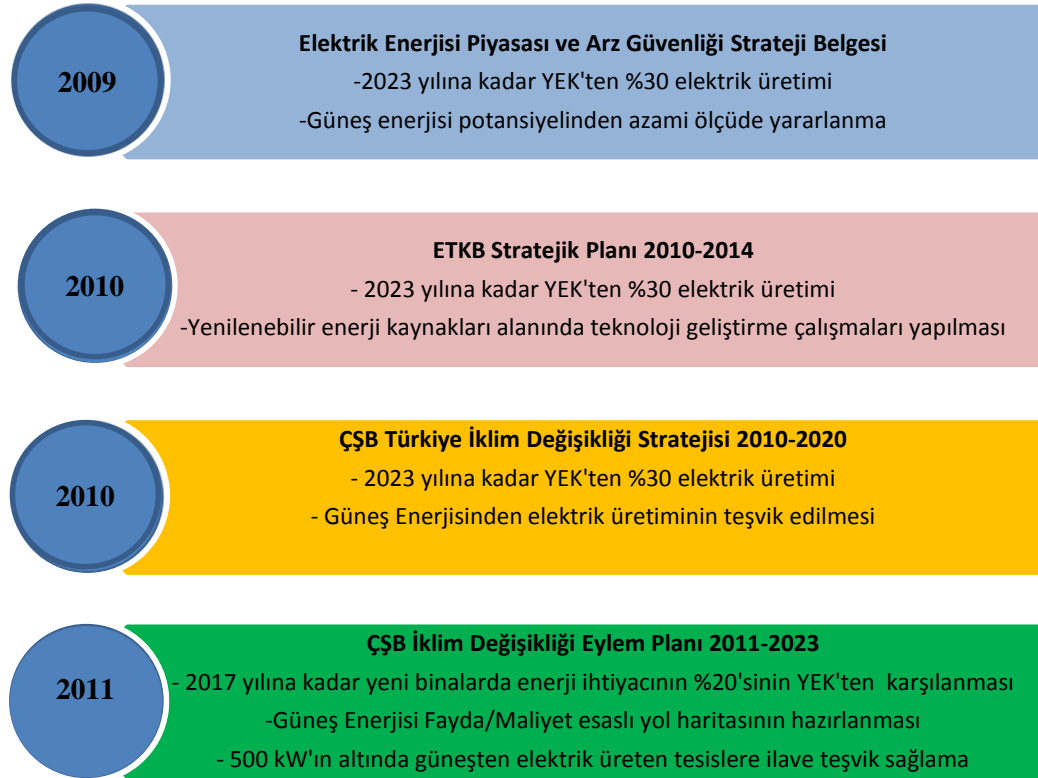 2009
Elektrik Enerjisi Piyasası ve Arz Güvenliği Strateji Belgesi
-2023 yılına kadar YEK'ten %30 elektrik üretimi
-Güneş enerjisi potansiyelinden azami ölçüde yararlanma
2010
ETKB Stratejik Planı 2010-2014
- 2023 yılına kadar YEK'ten %30 elektrik üretimi
-Yenilenebilir enerji kaynakları alanında teknoloji geliştirme çalışmaları yapılması
2010
ÇŞB Türkiye İklim Değişikliği Stratejisi 2010-2020
- 2023 yılına kadar YEK'ten %30 elektrik üretimi
- Güneş Enerjisinden elektrik üretiminin teşvik edilmesi
2011
ÇŞB İklim Değişikliği Eylem Planı 2011-2023
- 2017 yılına kadar yeni binalarda enerji ihtiyacının %20'sinin YEK'ten karşılanması
-Güneş Enerjisi Fayda/Maliyet esaslı yol haritasının hazırlanması
- 500 kW'ın altında güneşten elektrik üreten tesislere ilave teşvik sağlama